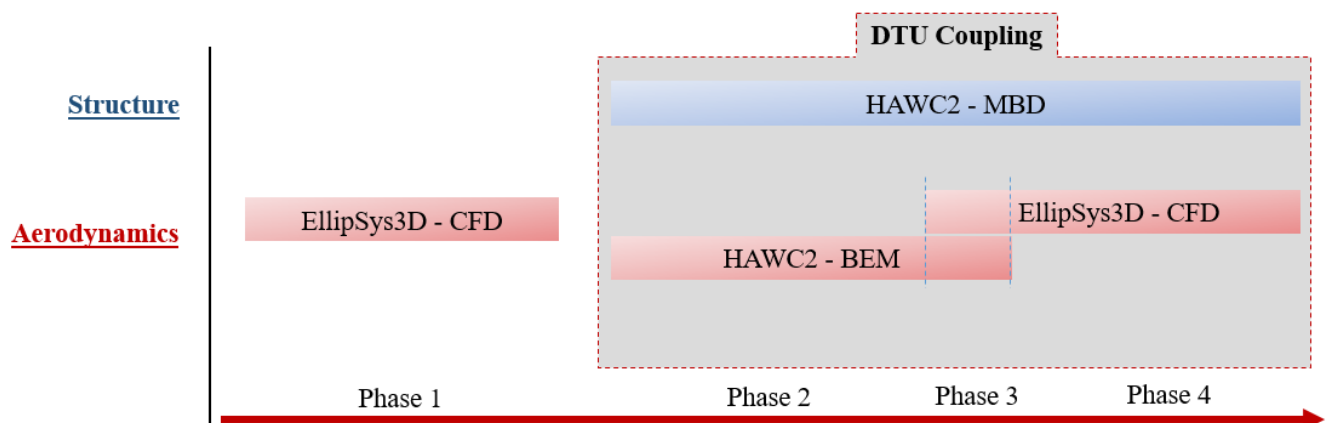 DTU Coupling
Structure
HAWC2 - MBD
Aerodynamics
EllipSys3D - CFD
EllipSys3D - CFD
HAWC2 - BEM
Phase 1
Phase 2
Phase 3
Phase 4